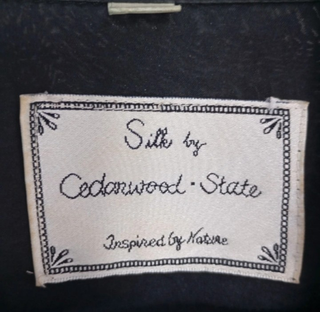 Silk by
Cedarwood · State
Inspired by Nature